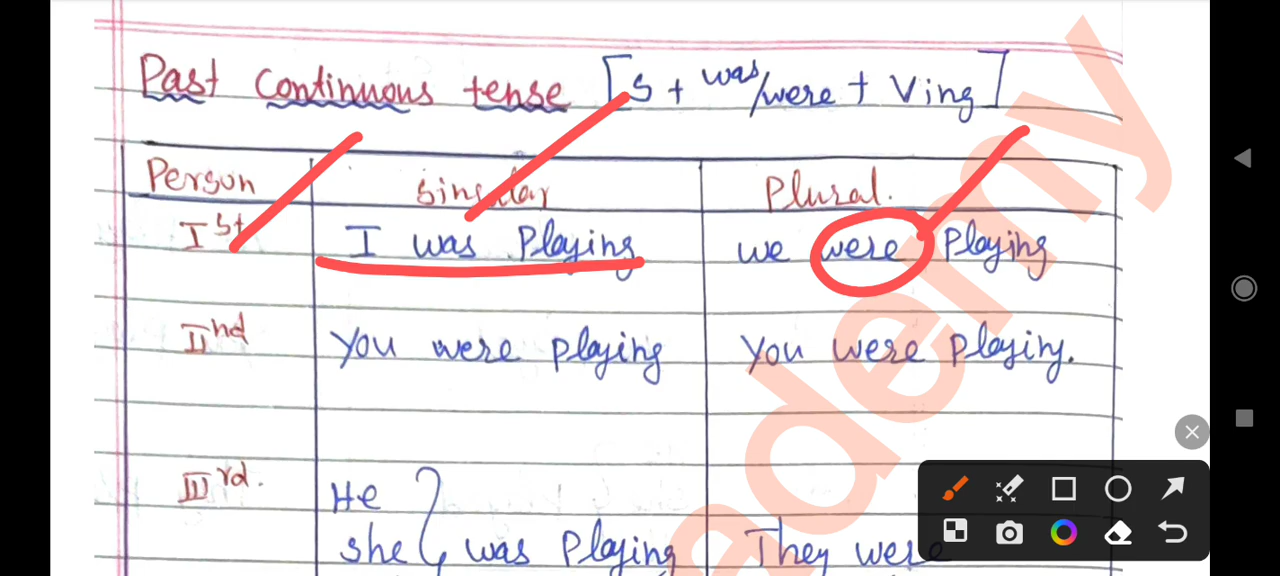 Past Continuous tense [S + was/were + Ving]
Person Singular Plural.
Ist I was Playing we were Playing
IInd You were playing You were playing.
IIIrd. He
She } was Playing They were
ademy